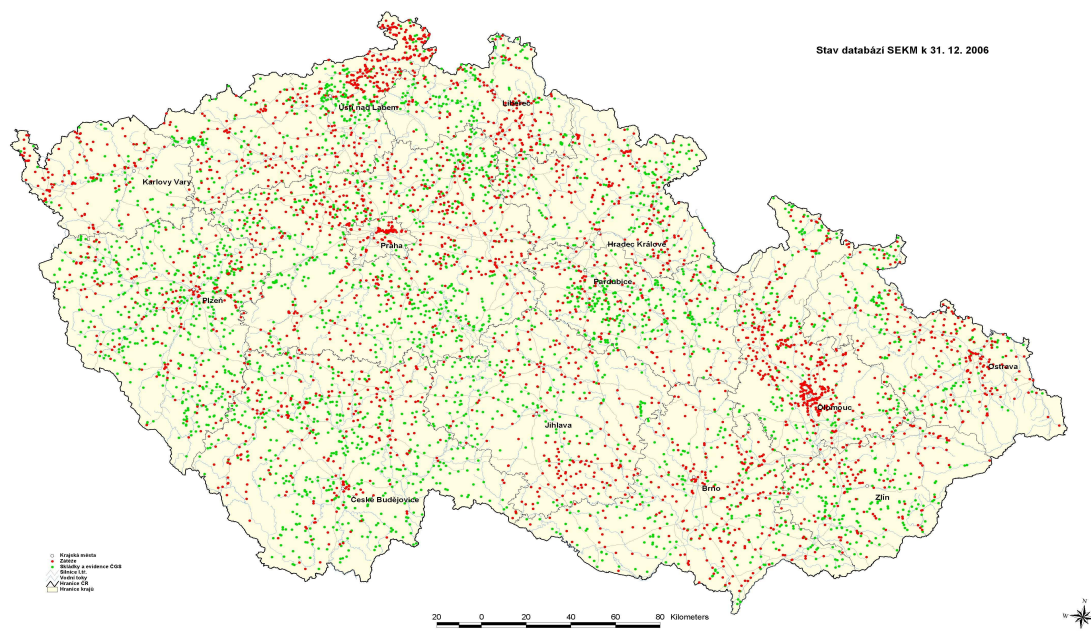 Stav databází SEKM k 31. 12. 2006
Ústí nad Labem
Liberec
Karlovy Vary
Praha
Hradec Králové
Pardubice
Plzeň
Ostrava
Olomouc
Jihlava
Brno
Zlín
České Budějovice
Krajská města
Zátěže
Skládky z evidence ČGS
Silnice I.tř.
Vodní toky
Hranice ČR
Hranice krajů
20 0 20 40 60 80 Kilometers
N
W E
S